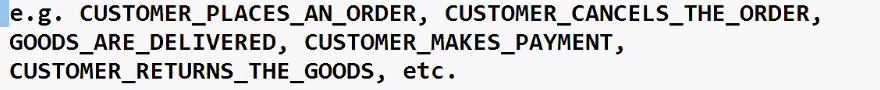 e.g. CUSTOMER_PLACES_AN_ORDER, CUSTOMER_CANCELS_THE_ORDER,
GOODS_ARE_DELIVERED, CUSTOMER_MAKES_PAYMENT,
CUSTOMER_RETURNS_THE_GOODS, etc.